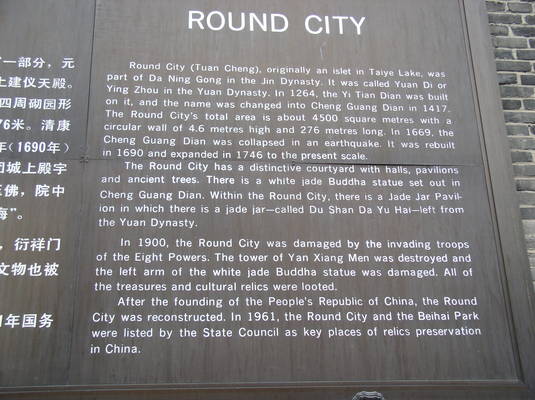 ROUND CITY
Round City (Tuan Cheng), originally an islet in Taiye Lake, was
part of Da Ning Gong in the Jin Dynasty. It was called Yuan Di or
Ying Zhou in the Yuan Dynasty. In 1264, the Yi Tian Dian was built
on it, and the name was changed into Cheng Guang Dian in 1417.
The Round City's total area is about 4500 square metres with a
circular wall of 4.6 metres high and 276 metres long. In 1669, the
Cheng Guang Dian was collapsed in an earthquake. It was rebuilt
in 1690 and expanded in 1746 to the present scale.
The Round City has a distinctive courtyard with halls, pavilions
and ancient trees. There is a white jade Buddha statue set out in
Cheng Guang Dian. Within the Round City, there is a Jade Jar Pavil-
ion in which there is a jade jar—called Du Shan Da Yu Hai—left from
the Yuan Dynasty.
In 1900, the Round City was damaged by the invading troops
of the Eight Powers. The tower of Yan Xiang Men was destroyed and
the left arm of the white jade Buddha statue was damaged. All of
the treasures and cultural relics were looted.
After the founding of the People's Republic of China, the Round
City was reconstructed. In 1961, the Round City and the Beihai Park
were listed by the State Council as key places of relics preservation
in China.
一部分，元
上建仪天殿。
四周砌园形
76米。清康
（1690年）
团城上殿宇
玉佛，院中
海”。
，衍祥门
文物也被
1年国务